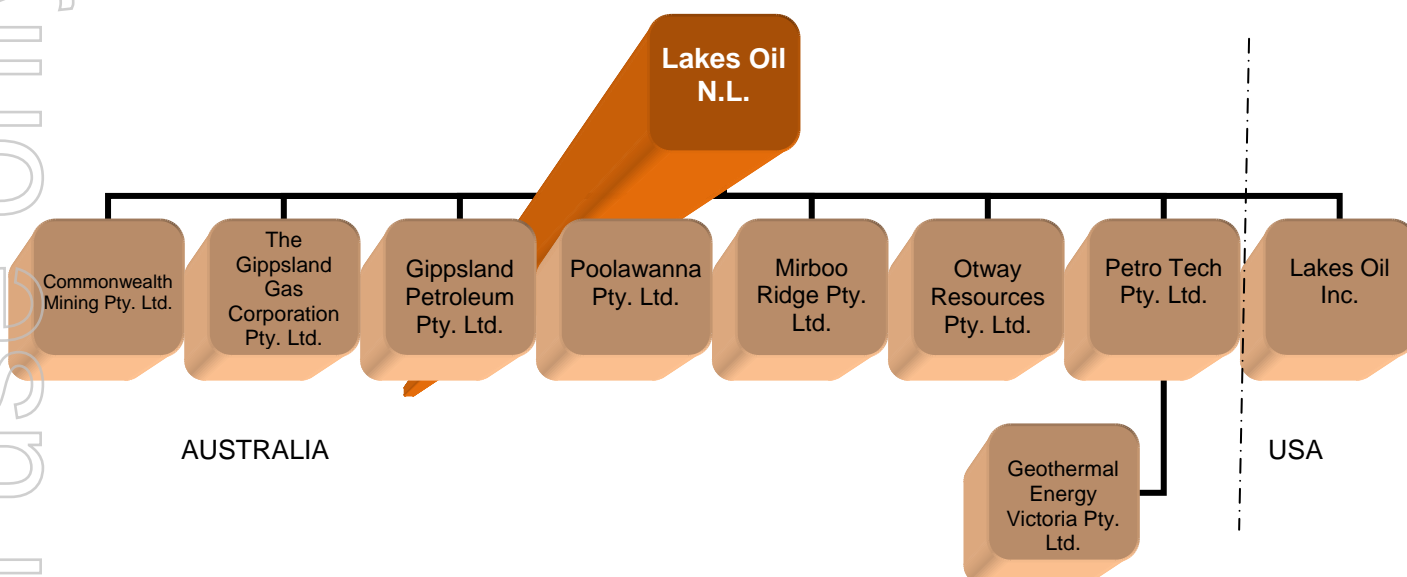 Lakes Oil
N.L.
Commonwealth
Mining Pty. Ltd.
The
Gippsland
Gas
Corporation
Pty. Ltd.
Gippsland
Petroleum
Pty. Ltd.
Poolawanna
Pty. Ltd.
Mirboo
Ridge Pty.
Ltd.
Otway
Resources
Pty. Ltd.
Petro Tech
Pty. Ltd.
Lakes Oil
Inc.
AUSTRALIA
USA
Geothermal
Energy
Victoria Pty.
Ltd.